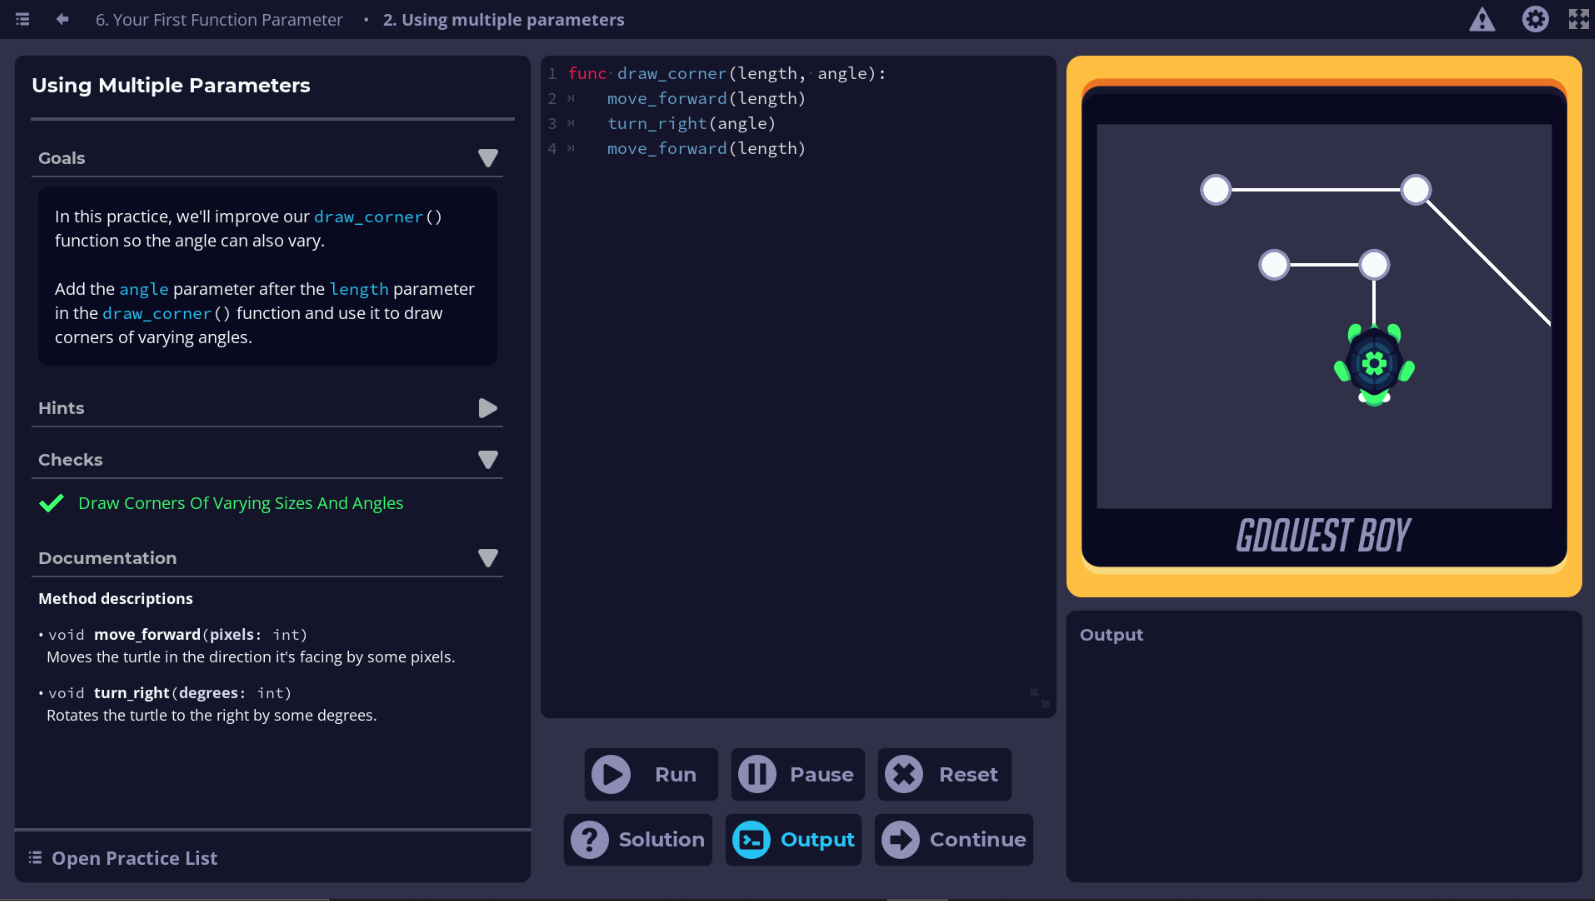 6. Your First Function Parameter • 2. Using multiple parameters
Using Multiple Parameters
Goals
In this practice, we'll improve our draw_corner()
function so the angle can also vary.
Add the angle parameter after the length parameter
in the draw_corner() function and use it to draw
corners of varying angles.
Hints
Checks
Draw Corners Of Varying Sizes And Angles
Documentation
Method descriptions
• void move_forward(pixels: int)
Moves the turtle in the direction it's facing by some pixels.
• void turn_right(degrees: int)
Rotates the turtle to the right by some degrees.
Open Practice List
1 func draw_corner(length, angle):
2 move_forward(length)
3 turn_right(angle)
4 move_forward(length)
Run
Pause
Reset
Solution
Output
Continue
GDQUEST BOY
Output